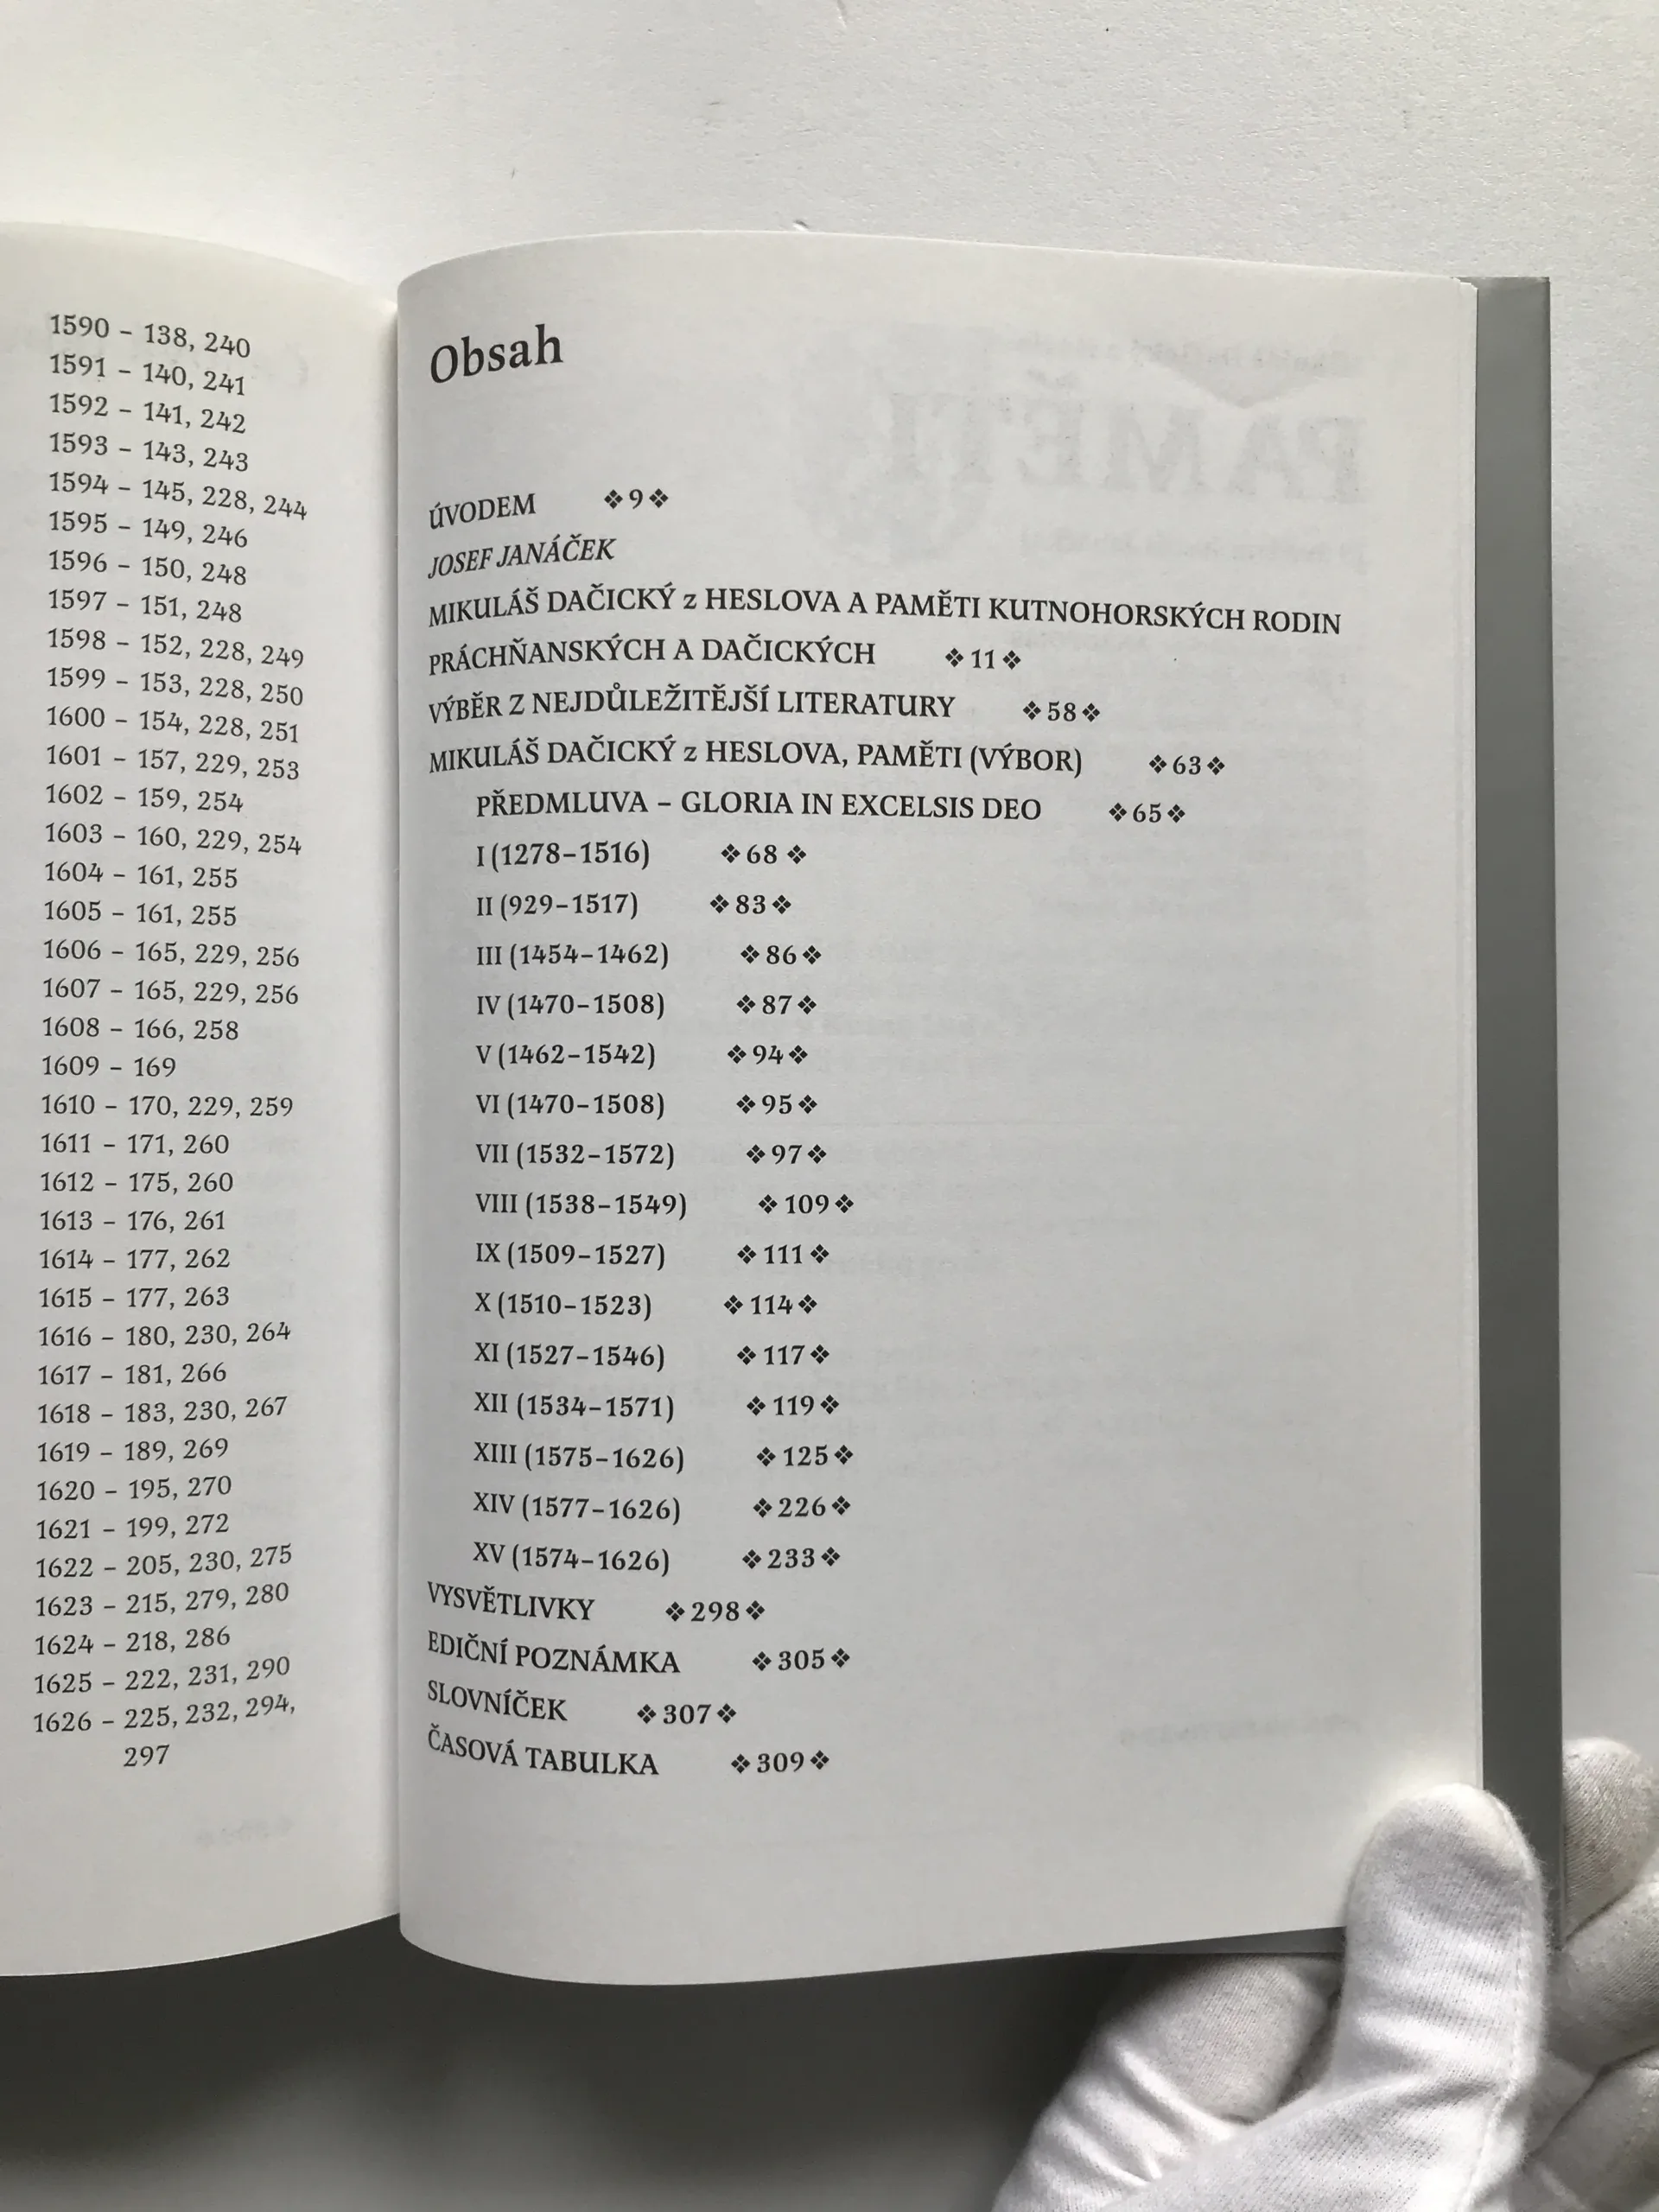 1590 – 138, 240
1591 – 140, 241
1592 – 141, 242
1593 – 143, 243
1594 – 145, 228, 244
1595 – 149, 246
1596 – 150, 248
1597 – 151, 248
1598 – 152, 228, 249
1599 – 153, 228, 250
1600 – 154, 228, 251
1601 – 157, 229, 253
1602 – 159, 254
1603 – 160, 229, 254
1604 – 161, 255
1605 – 161, 255
1606 – 165, 229, 256
1607 – 165, 229, 256
1608 – 166, 258
1609 – 169
1610 – 170, 229, 259
1611 – 171, 260
1612 – 175, 260
1613 – 176, 261
1614 – 177, 262
1615 – 177, 263
1616 – 180, 230, 264
1617 – 181, 266
1618 – 183, 230, 267
1619 – 189, 269
1620 – 195, 270
1621 – 199, 272
1622 – 205, 230, 275
1623 – 215, 279, 280
1624 – 218, 286
1625 – 222, 231, 290
1626 – 225, 232, 294,
297
Obsah
ÚVODEM ❖ 9 ❖
JOSEF JANÁČEK
MIKULÁŠ DAČICKÝ z HESLOVA A PAMĚTI KUTNOHORSKÝCH RODIN
PRÁCHŇANSKÝCH A DAČICKÝCH ❖ 11 ❖
VÝBĚR Z NEJDŮLEŽITĚJŠÍ LITERATURY ❖ 58 ❖
MIKULÁŠ DAČICKÝ z HESLOVA, PAMĚTI (VÝBOR) ❖ 63 ❖
PŘEDMLUVA – GLORIA IN EXCELSIS DEO ❖ 65 ❖
I (1278–1516) ❖ 68 ❖
II (929–1517) ❖ 83 ❖
III (1454–1462) ❖ 86 ❖
IV (1470–1508) ❖ 87 ❖
V (1462–1542) ❖ 94 ❖
VI (1470–1508) ❖ 95 ❖
VII (1532–1572) ❖ 97 ❖
VIII (1538–1549) ❖ 109 ❖
IX (1509–1527) ❖ 111 ❖
X (1510–1523) ❖ 114 ❖
XI (1527–1546) ❖ 117 ❖
XII (1534–1571) ❖ 119 ❖
XIII (1575–1626) ❖ 125 ❖
XIV (1577–1626) ❖ 226 ❖
XV (1574–1626) ❖ 233 ❖
VYSVĚTLIVKY ❖ 298 ❖
EDIČNÍ POZNÁMKA ❖ 305 ❖
SLOVNÍČEK ❖ 307 ❖
ČASOVÁ TABULKA ❖ 309 ❖